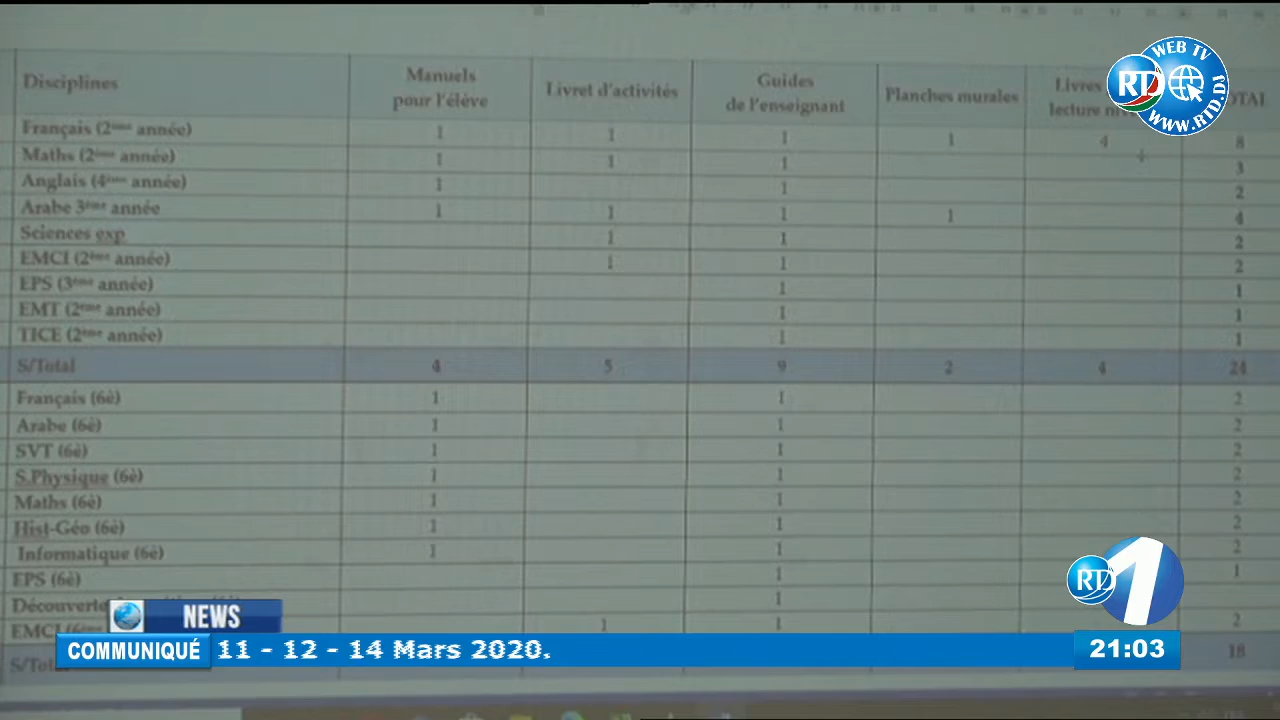 WEB TV
RTD
WWW.RTD.DJ
Disciplines Manuels pour l'élève Livret d'activités Guides de l'enseignant Planches murales Livres lecture
Français (2ème année) 1 1 1 1 4 8
Maths (2ème année) 1 1 1 3
Anglais (4ème année) 1 1 2
Arabe 3ème année 1 1 1 1 4
Sciences exp 1 1 2
EMCI (2ème année) 1 1 2
EPS (3ème année) 1 1
EMT (2ème année) 1 1
TICE (2ème année) 1 1
S/Total 4 5 9 2 4 24
Français (6è) 1 1 2
Arabe (6è) 1 1 2
SVT (6è) 1 1 2
S.Physique (6è) 1 1 2
Maths (6è) 1 1 2
Hist-Géo (6è) 1 1 2
Informatique (6è) 1 1 2
EPS (6è) 1 1
Découverte 1
EMCI 1 1 2
18
RTD 1
NEWS
COMMUNIQUÉ 11 - 12 - 14 Mars 2020. 21:03